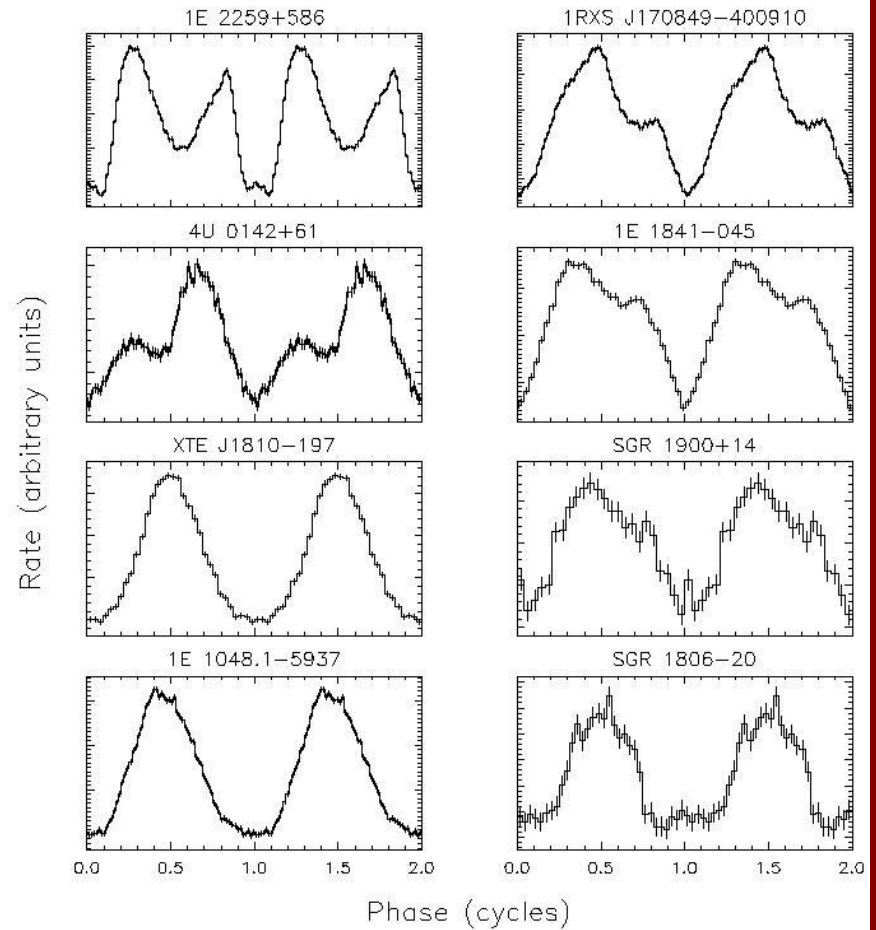 1E 2259+586
1RXS J170849−400910
4U 0142+61
1E 1841−045
XTE J1810−197
SGR 1900+14
1E 1048.1−5937
SGR 1806−20
Rate (arbitrary units)
0.0 0.5 1.0 1.5 2.0
0.0 0.5 1.0 1.5 2.0
Phase (cycles)